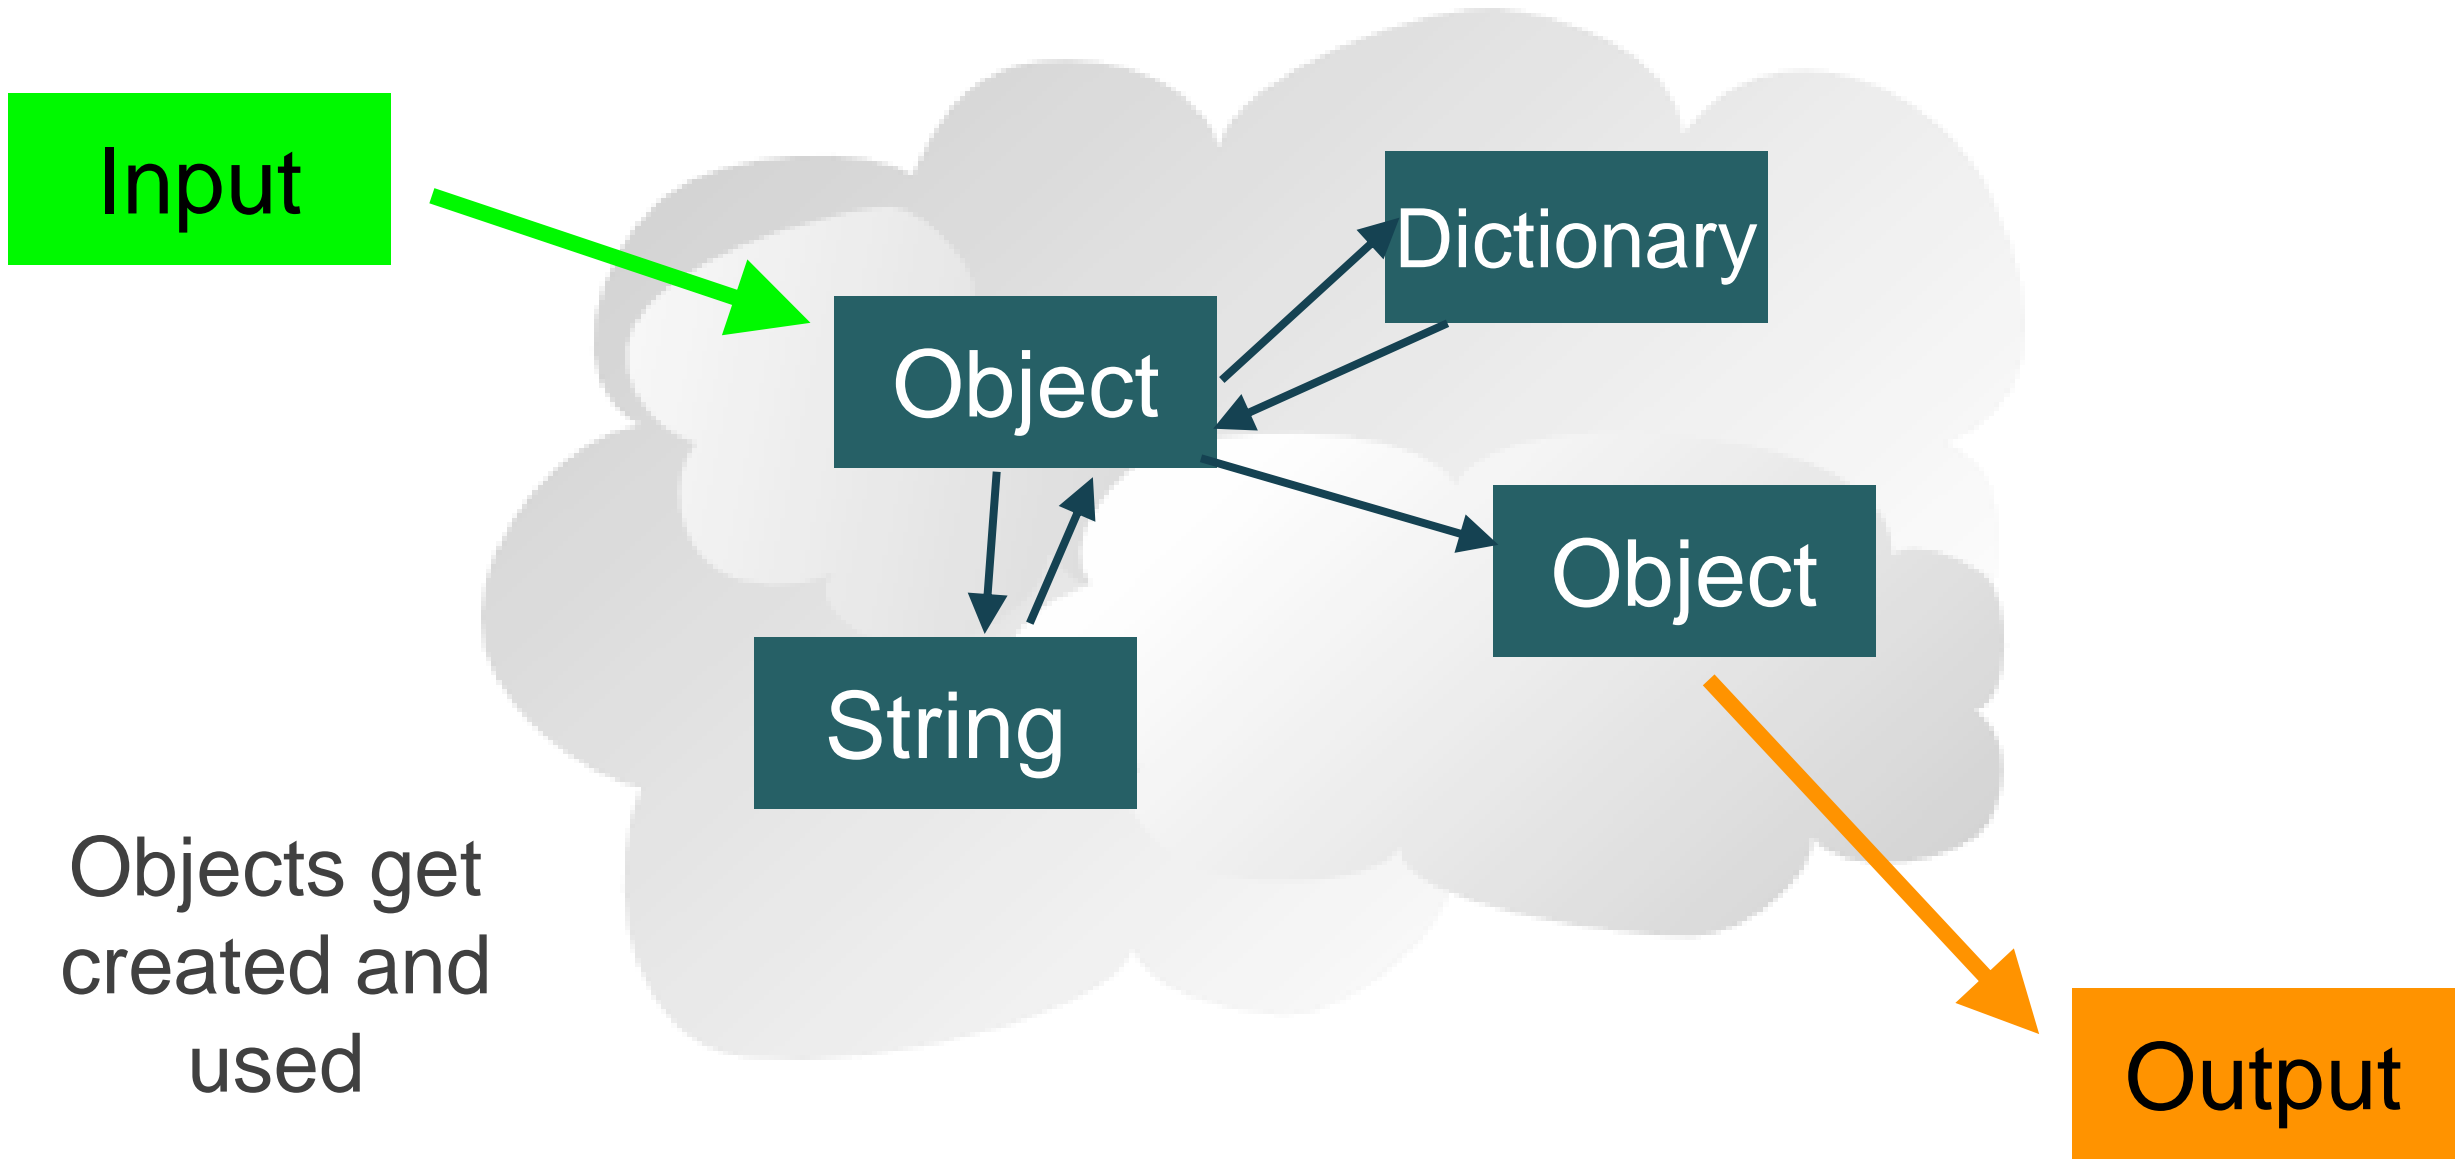 Input
Dictionary
Object
Object
String
Objects get
created and
used
Output